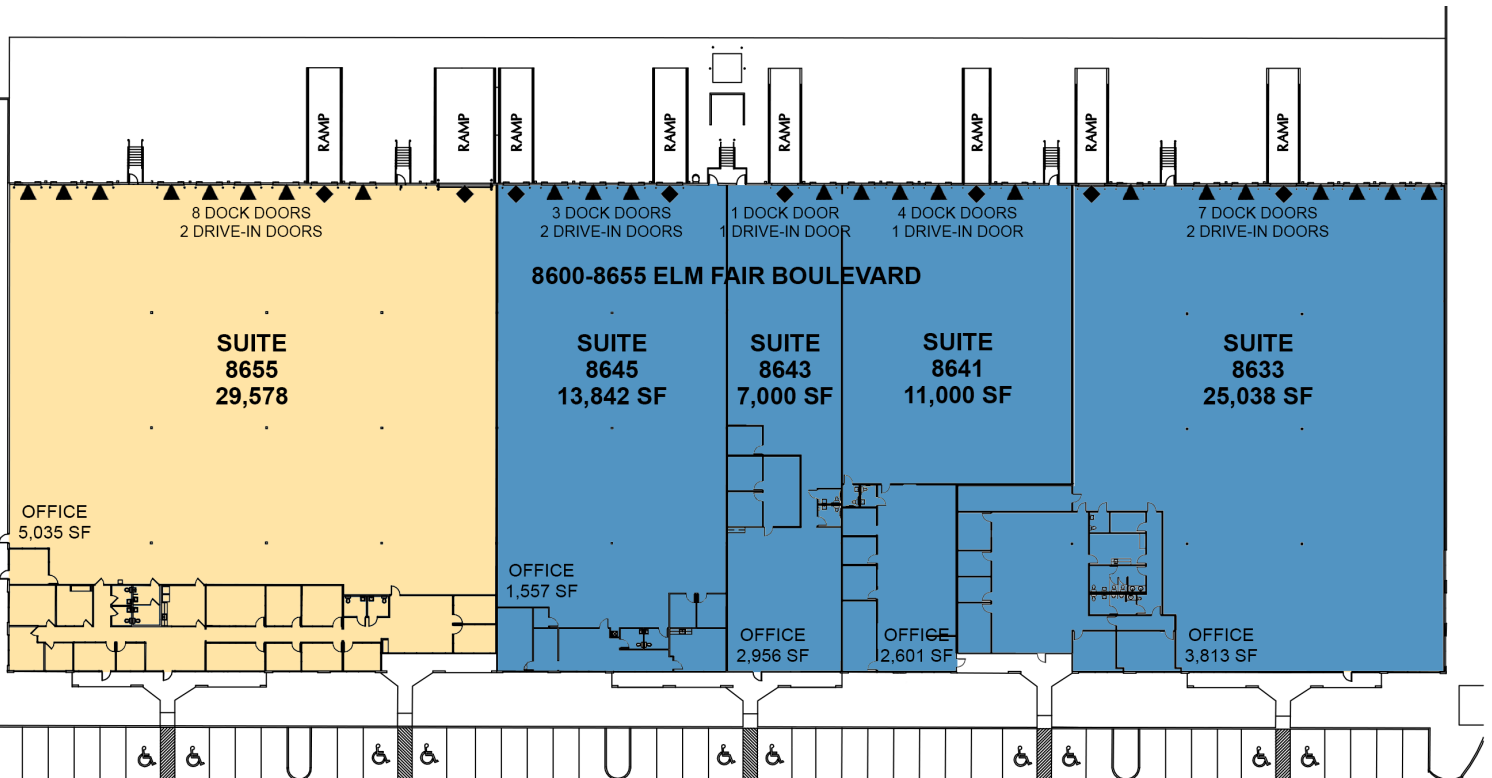 RAMP
RAMP
RAMP
RAMP
RAMP
RAMP
RAMP
RAMP
8 DOCK DOORS
2 DRIVE-IN DOORS
3 DOCK DOORS
2 DRIVE-IN DOORS
1 DOCK DOOR
1 DRIVE-IN DOOR
4 DOCK DOORS
1 DRIVE-IN DOOR
7 DOCK DOORS
2 DRIVE-IN DOORS
8600-8655 ELM FAIR BOULEVARD
SUITE
8655
29,578
SUITE
8645
13,842 SF
SUITE
8643
7,000 SF
SUITE
8641
11,000 SF
SUITE
8633
25,038 SF
OFFICE
5,035 SF
OFFICE
1,557 SF
OFFICE
2,956 SF
OFFICE
2,601 SF
OFFICE
3,813 SF